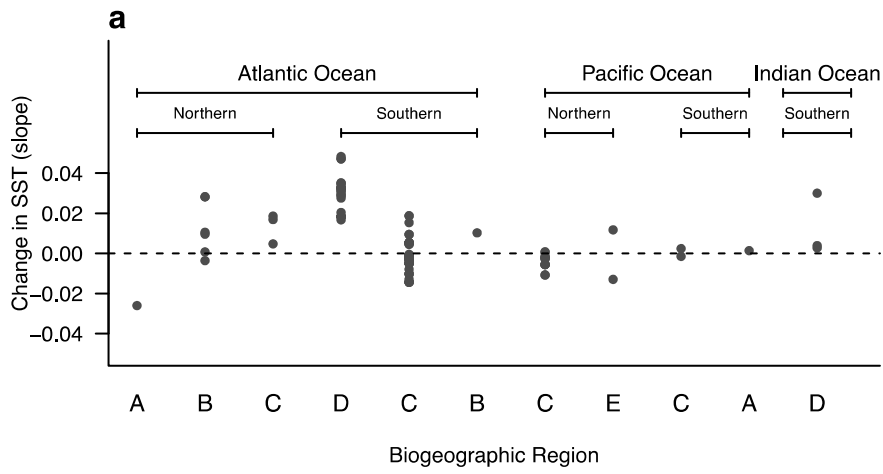 a
Atlantic Ocean Pacific Ocean Indian Ocean
Northern Southern Northern Southern Southern
Change in SST (slope)
0.04
0.02
0.00
−0.02
−0.04
A B C D C B C E C A D
Biogeographic Region